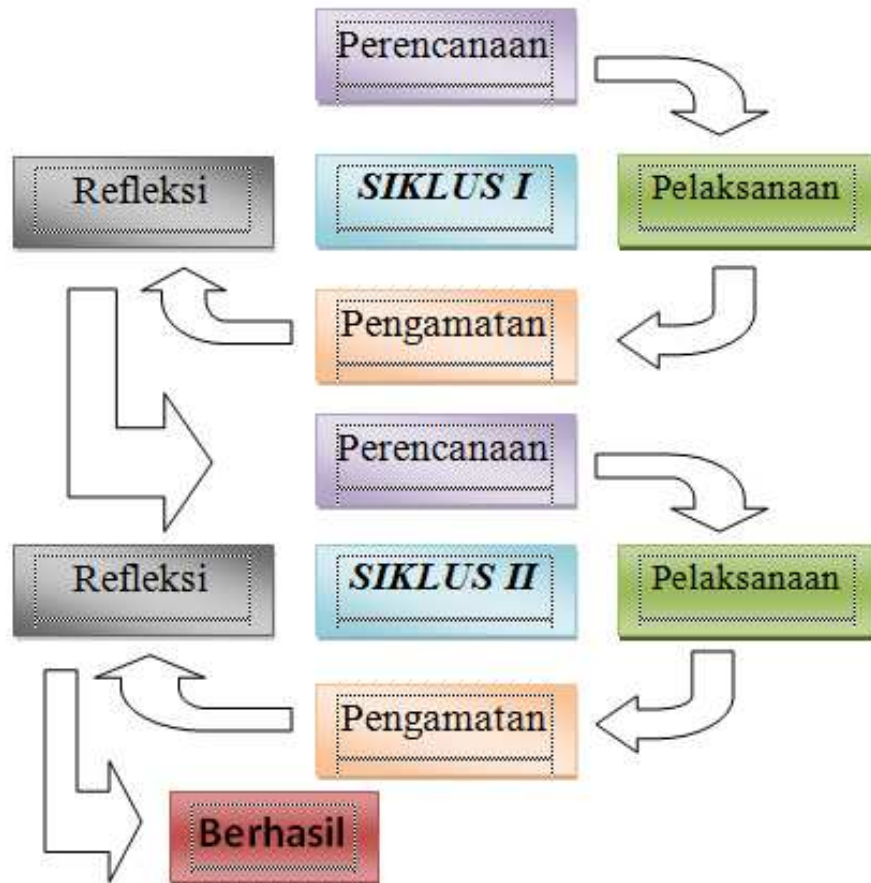 Perencanaan
Refleksi
SIKLUS I
Pelaksanaan
Pengamatan
Perencanaan
Refleksi
SIKLUS II
Pelaksanaan
Pengamatan
Berhasil